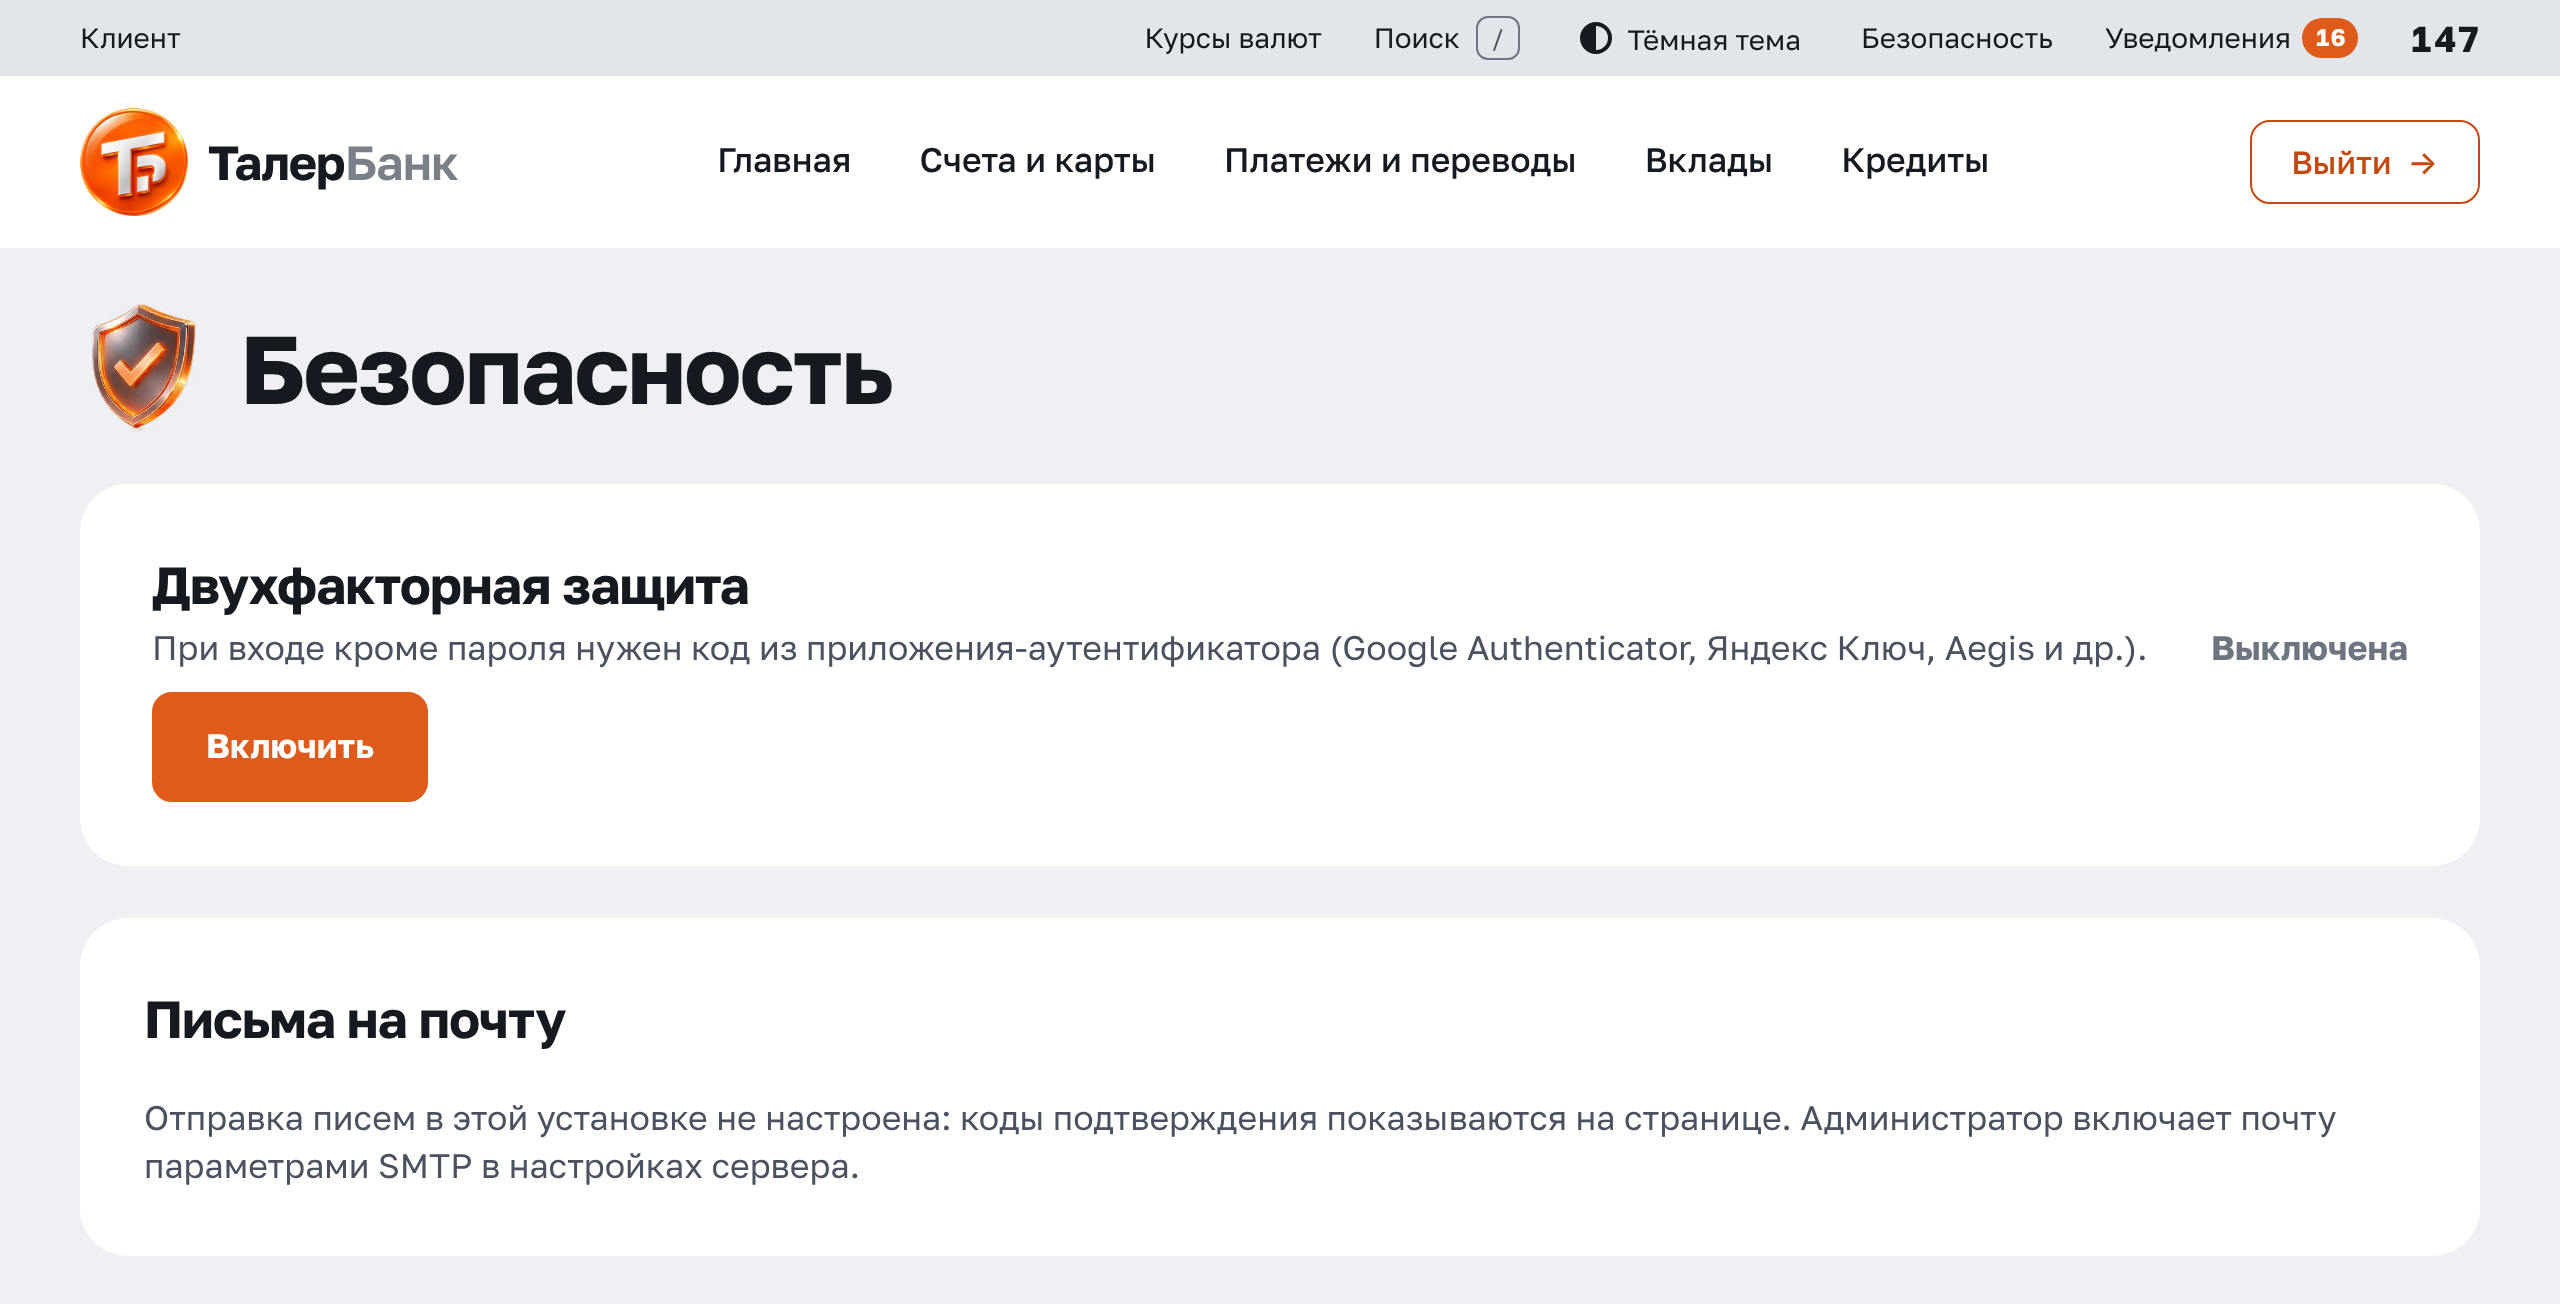 Клиент
Курсы валют
Поиск /
Тёмная тема
Безопасность
Уведомления 16
147
ТалерБанк
Главная
Счета и карты
Платежи и переводы
Вклады
Кредиты
Выйти →
Безопасность
Двухфакторная защита
При входе кроме пароля нужен код из приложения-аутентификатора (Google Authenticator, Яндекс Ключ, Aegis и др.).
Выключена
Включить
Письма на почту
Отправка писем в этой установке не настроена: коды подтверждения показываются на странице. Администратор включает почту
параметрами SMTP в настройках сервера.